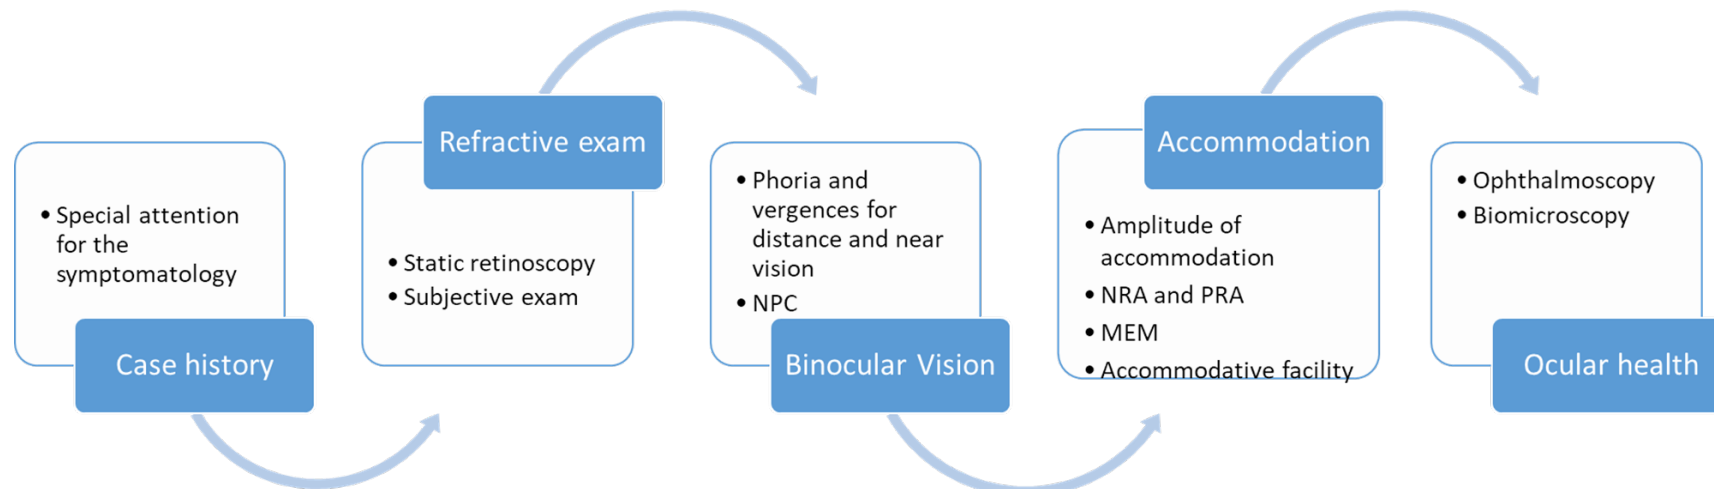 • Special attention
for the
symptomatology
Case history
Refractive exam
• Static retinoscopy
• Subjective exam
• Phoria and
vergences for
distance and near
vision
• NPC
Binocular Vision
Accommodation
• Amplitude of
accommodation
• NRA and PRA
• MEM
• Accommodative facility
• Ophthalmoscopy
• Biomicroscopy
Ocular health